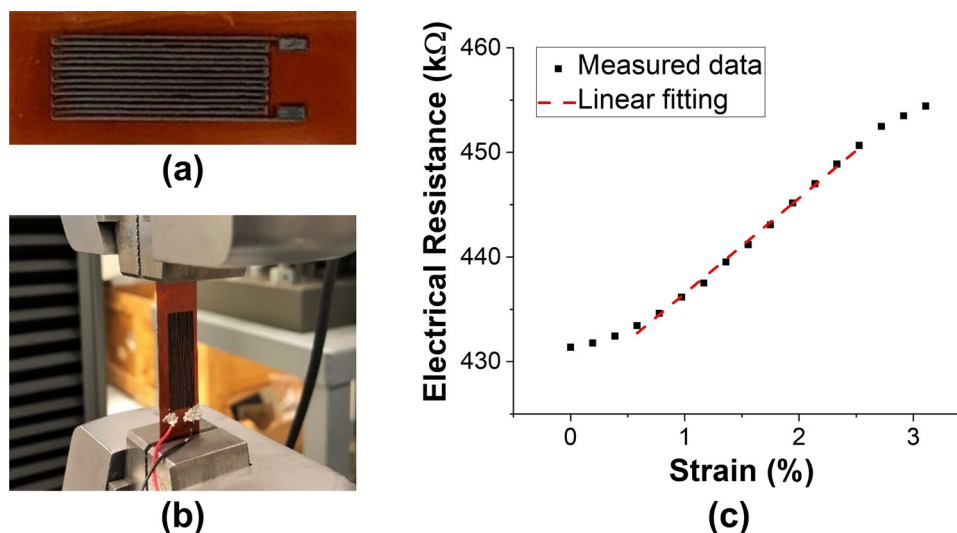 (a)
(b)
Electrical Resistance (kΩ)
460
450
440
430
Measured data
Linear fitting
0 1 2 3
Strain (%)
(c)